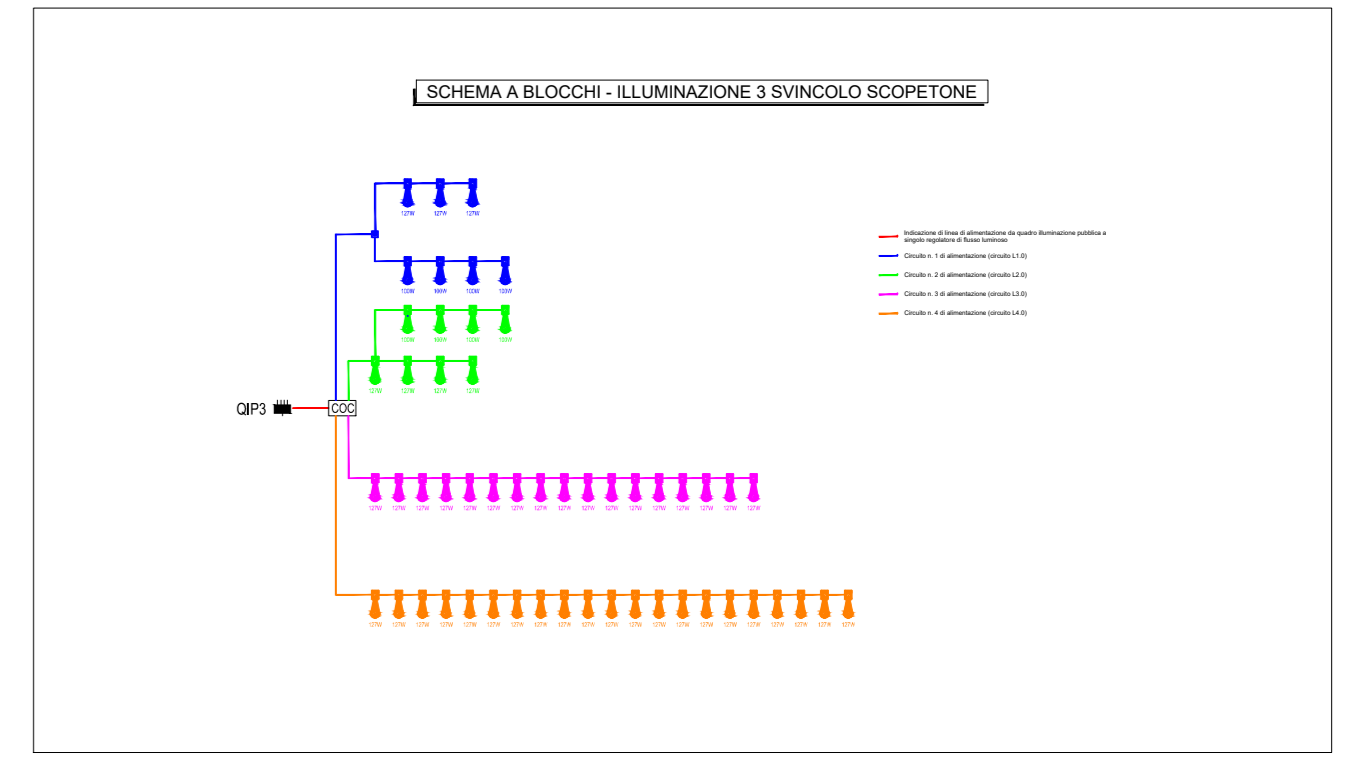 SCHEMA A BLOCCHI - ILLUMINAZIONE 3 SVINCOLO SCOPETONE
127W 127W 127W
100W 100W 100W 100W
100W 100W 100W 100W
127W 127W 127W 127W
QIP3
COC
127W 127W 127W 127W 127W 127W 127W 127W 127W 127W 127W 127W 127W 127W 127W 127W 127W
127W 127W 127W 127W 127W 127W 127W 127W 127W 127W 127W 127W 127W 127W 127W 127W 127W 127W 127W 127W 127W
Indicazione di linea di alimentazione da quadro illuminazione pubblica a
singolo regolatore di flusso luminoso
Circuito n. 1 di alimentazione (circuito L1.0)
Circuito n. 2 di alimentazione (circuito L2.0)
Circuito n. 3 di alimentazione (circuito L3.0)
Circuito n. 4 di alimentazione (circuito L4.0)